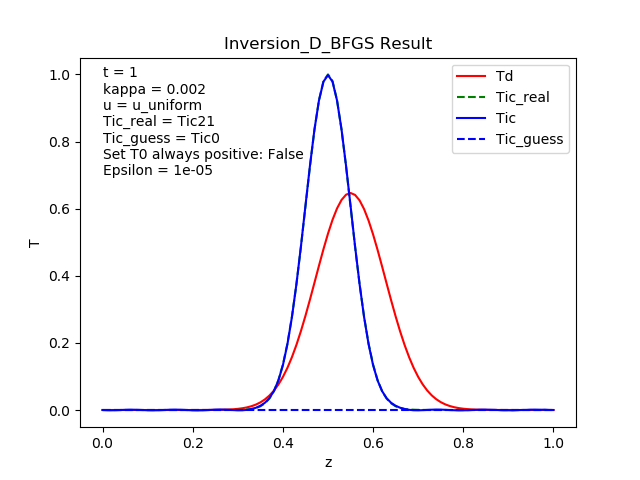 Inversion_D_BFGS Result
t = 1
kappa = 0.002
u = u_uniform
Tic_real = Tic21
Tic_guess = Tic0
Set T0 always positive: False
Epsilon = 1e-05
Td
Tic_real
Tic
Tic_guess
1.0
0.8
0.6
0.4
0.2
0.0
T
0.0 0.2 0.4 0.6 0.8 1.0
z